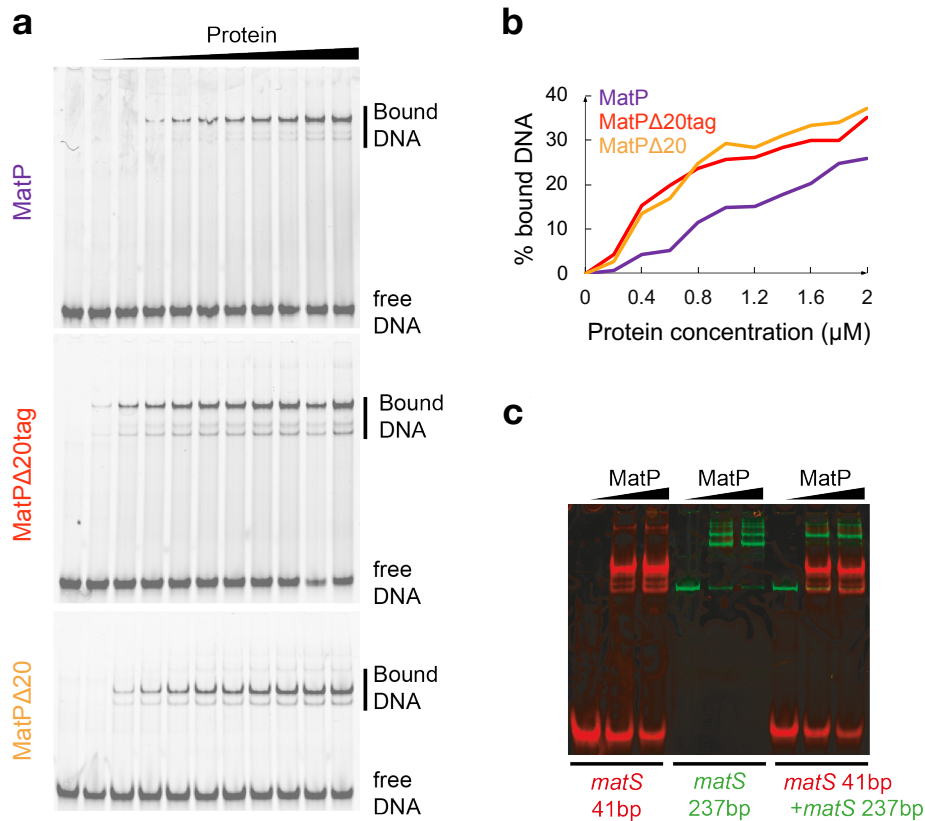 a
Protein
MatP
Bound
DNA
free
DNA
MatPΔ20tag
Bound
DNA
free
DNA
MatPΔ20
Bound
DNA
free
DNA
b
% bound DNA
40
30
20
10
0
MatP
MatPΔ20tag
MatPΔ20
0 0.4 0.8 1.2 1.6 2
Protein concentration (µM)
c
MatP MatP MatP
matS
41bp
matS
237bp
matS 41bp
+matS 237bp